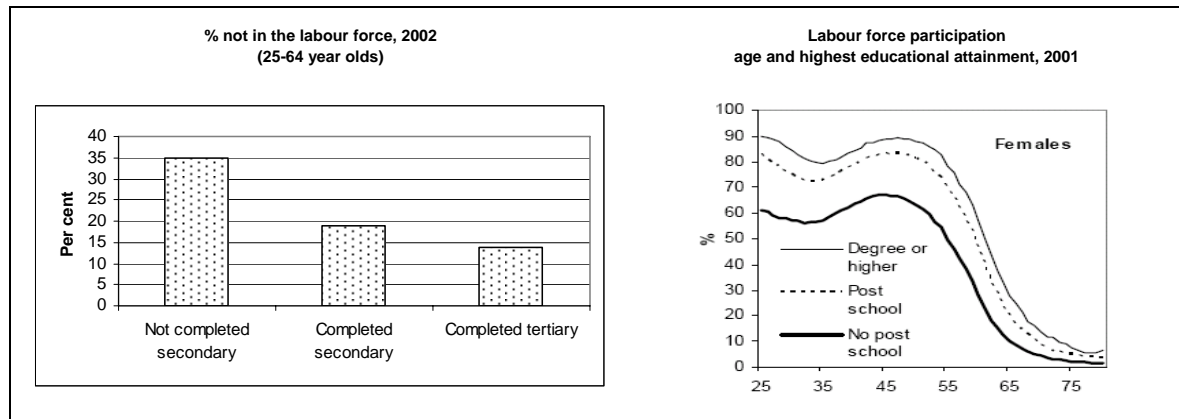 % not in the labour force, 2002
(25-64 year olds)
Per cent
40
35
30
25
20
15
10
5
0
Not completed
secondary
Completed
secondary
Completed tertiary
Labour force participation
age and highest educational attainment, 2001
%
100
90
80
70
60
50
40
30
20
10
0
Females
Degree or
higher
Post
school
No post
school
25 35 45 55 65 75